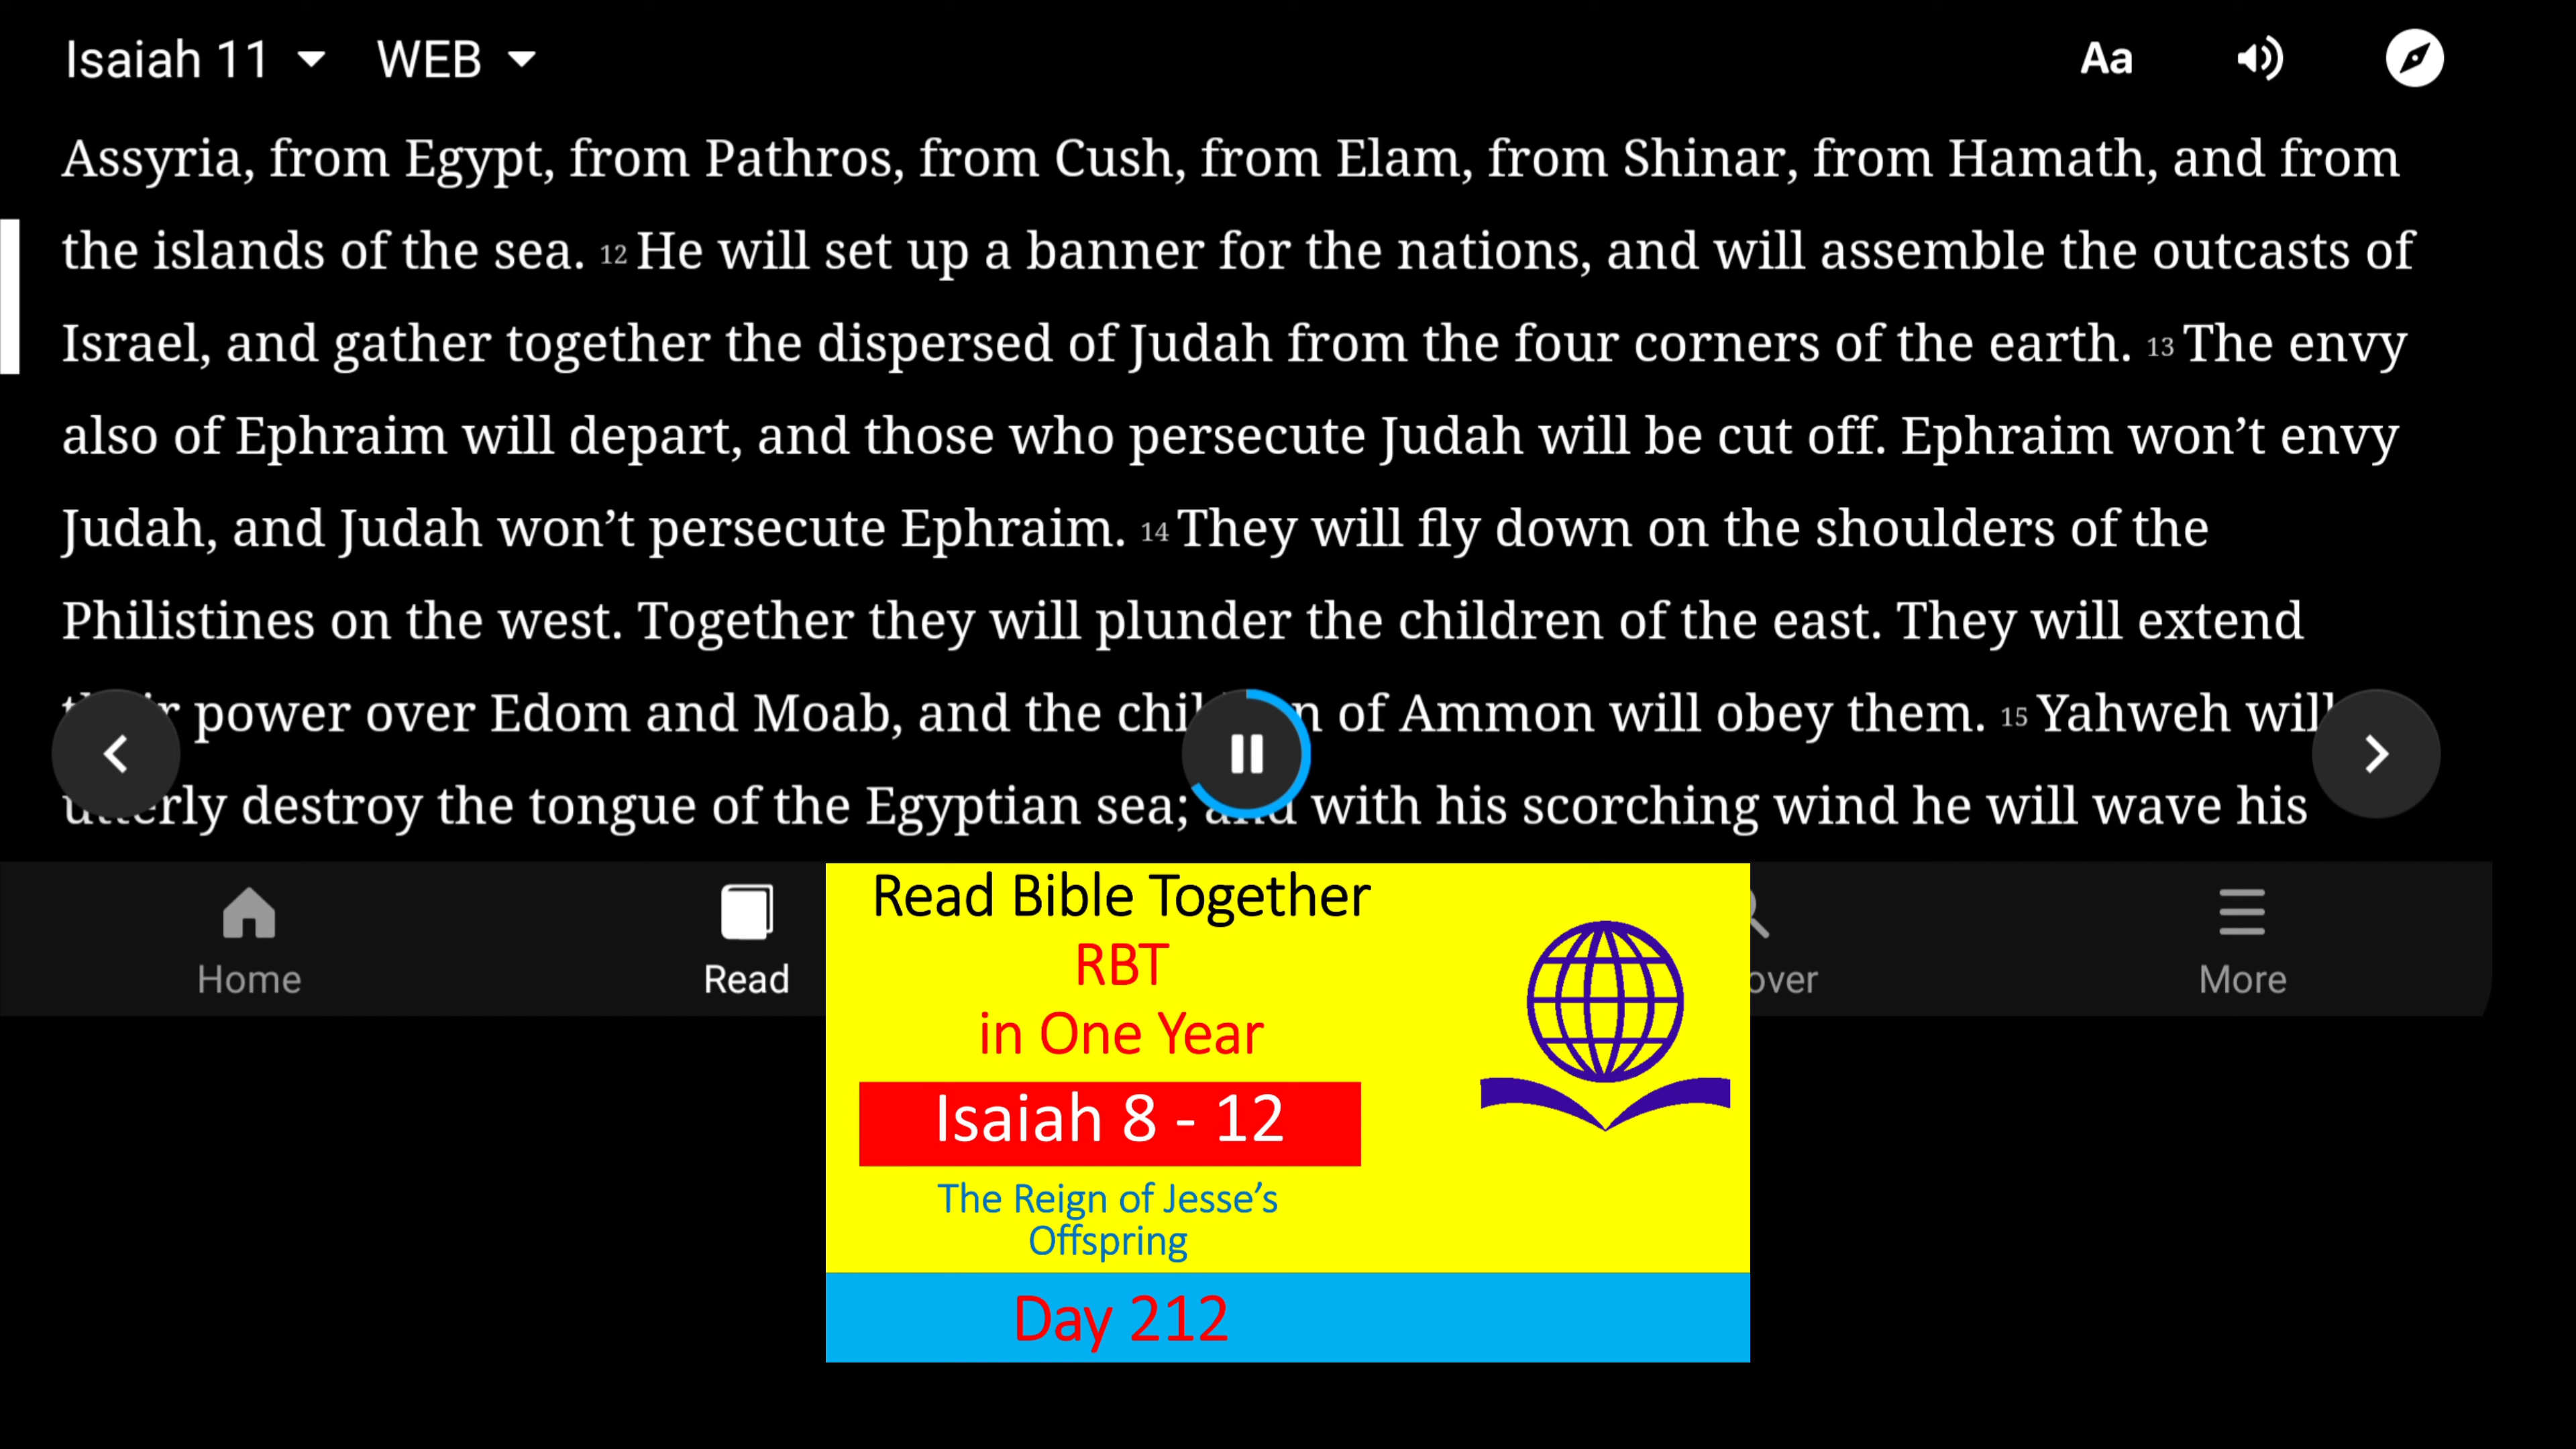 Isaiah 11 WEB Aa
Assyria, from Egypt, from Pathros, from Cush, from Elam, from Shinar, from Hamath, and from
the islands of the sea. 12 He will set up a banner for the nations, and will assemble the outcasts of
Israel, and gather together the dispersed of Judah from the four corners of the earth. 13 The envy
also of Ephraim will depart, and those who persecute Judah will be cut off. Ephraim won’t envy
Judah, and Judah won’t persecute Ephraim. 14 They will fly down on the shoulders of the
Philistines on the west. Together they will plunder the children of the east. They will extend
their power over Edom and Moab, and the children of Ammon will obey them. 15 Yahweh will
utterly destroy the tongue of the Egyptian sea; and with his scorching wind he will wave his
Home Read over More
Read Bible Together
RBT
in One Year
Isaiah 8 - 12
The Reign of Jesse’s
Offspring
Day 212